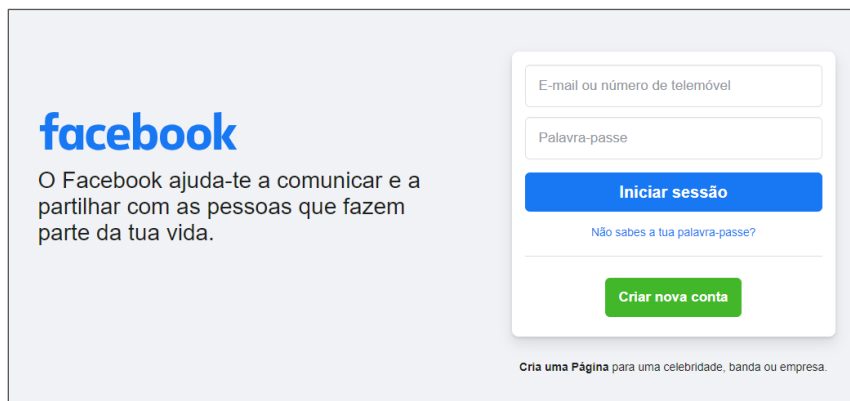 facebook
O Facebook ajuda-te a comunicar e a
partilhar com as pessoas que fazem
parte da tua vida.
E-mail ou número de telemóvel
Palavra-passe
Iniciar sessão
Não sabes a tua palavra-passe?
Criar nova conta
Cria uma Página para uma celebridade, banda ou empresa.